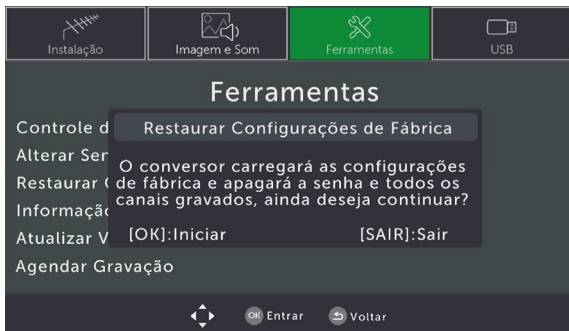 Instalação
Imagem e Som
Ferramentas
USB
Ferramentas
Controle d
Alterar Sen
Restaurar
Informação
Atualizar V
Agendar Gravação
Restaurar Configurações de Fábrica
O conversor carregará as configurações
de fábrica e apagará a senha e todos os
canais gravados, ainda deseja continuar?
[OK]:Iniciar [SAIR]:Sair
OK Entrar Voltar